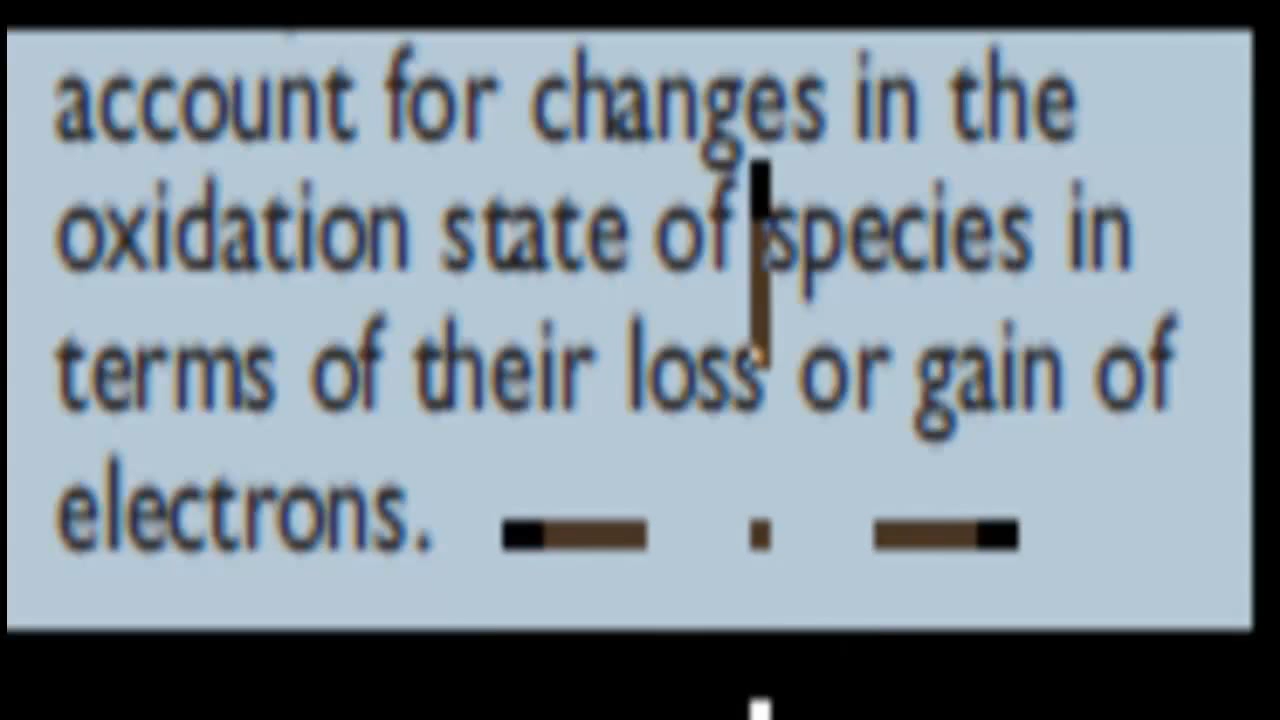 account for changes in the
oxidation state of species in
terms of their loss or gain of
electrons.